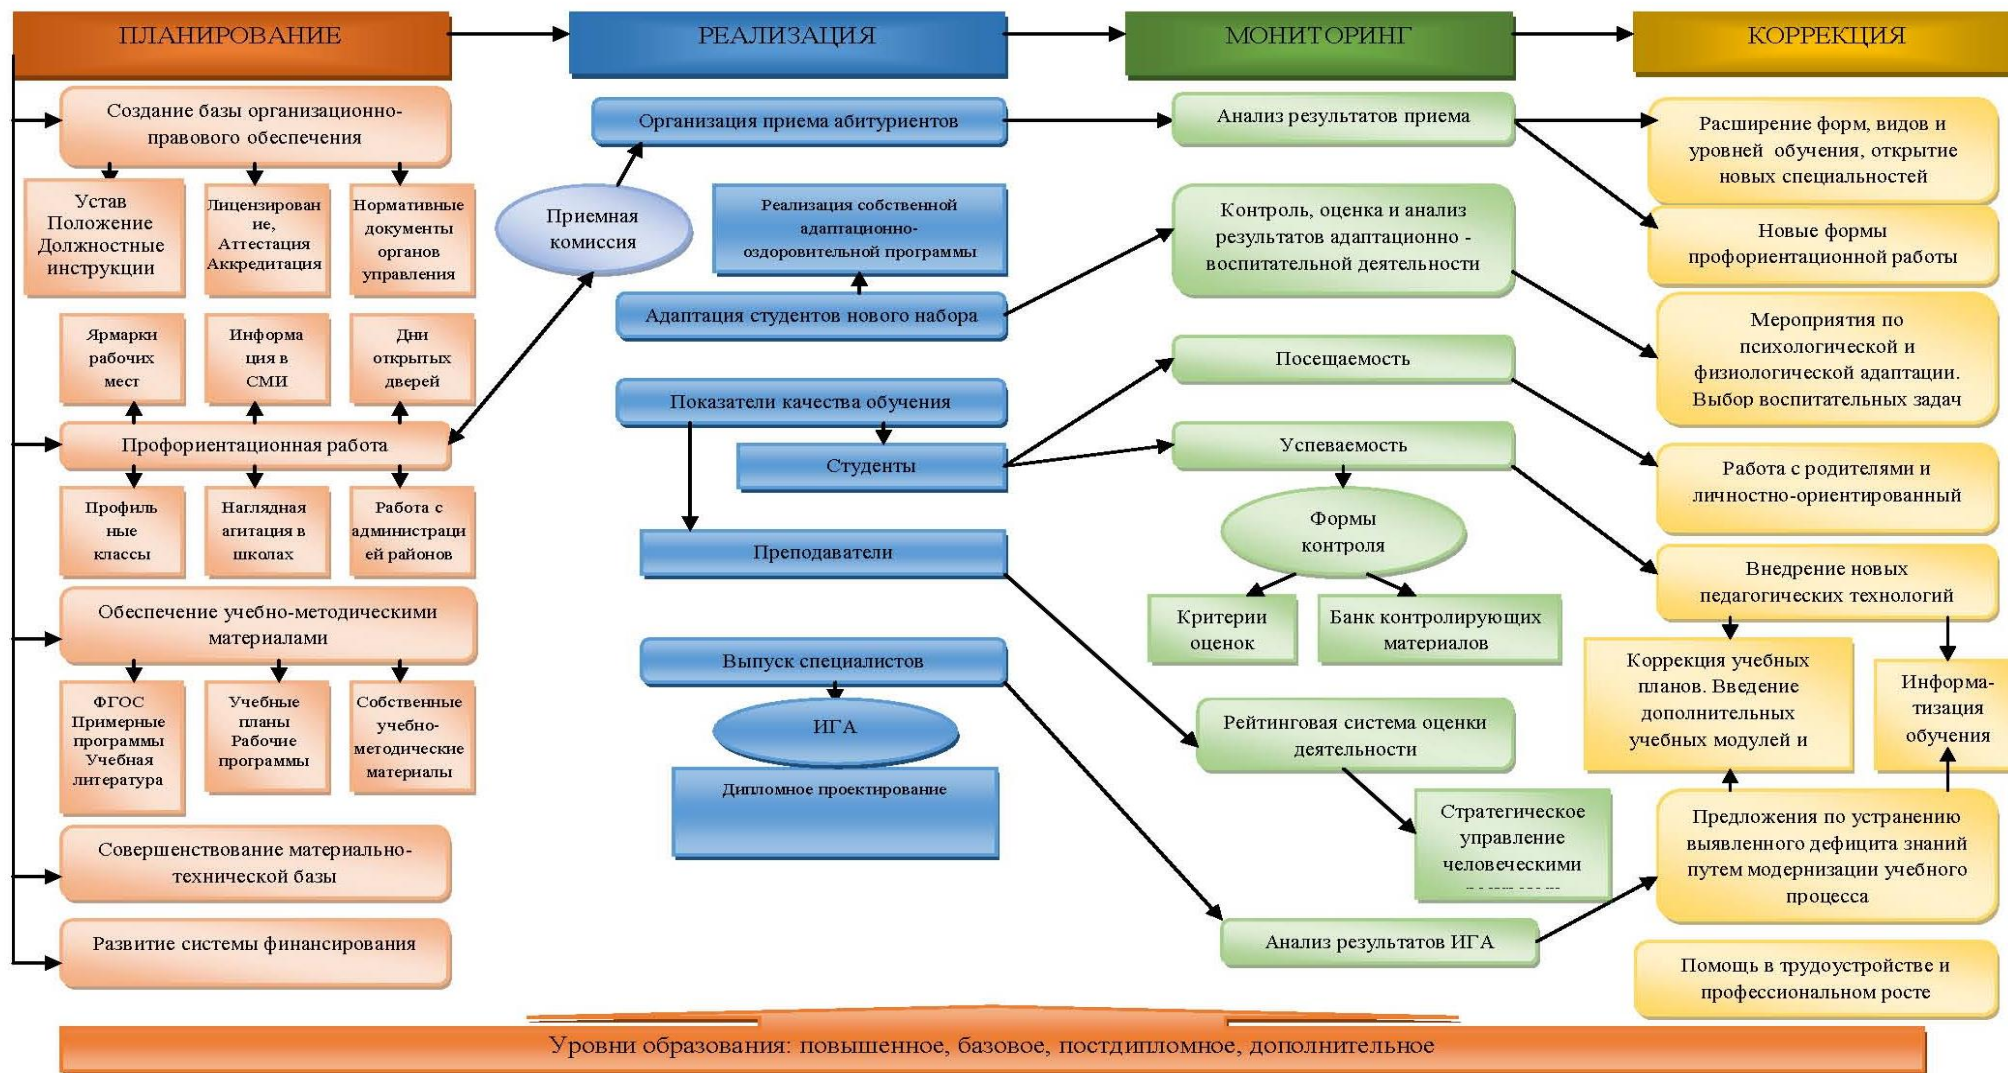 ПЛАНИРОВАНИЕ
РЕАЛИЗАЦИЯ
МОНИТОРИНГ
КОРРЕКЦИЯ
Создание базы организационно-
правового обеспечения
Устав
Положение
Должностные
инструкции
Лицензирован
ие,
Аттестация
Аккредитация
Нормативные
документы
органов
управления
Ярмарки
рабочих
мест
Информа
ция в
СМИ
Дни
открытых
дверей
Профориентационная работа
Профиль
ные
классы
Наглядная
агитация в
школах
Работа с
администраци
ей районов
Обеспечение учебно-методическими
материалами
ФГОС
Примерные
программы
Учебная
литература
Учебные
планы
Рабочие
программы
Собственные
учебно-
методические
материалы
Совершенствование материально-
технической базы
Развитие системы финансирования
Приемная
комиссия
Организация приема абитуриентов
Реализация собственной
адаптационно-
оздоровительной программы
Адаптация студентов нового набора
Показатели качества обучения
Студенты
Преподаватели
Выпуск специалистов
ИГА
Дипломное проектирование
Анализ результатов приема
Контроль, оценка и анализ
результатов адаптационно -
воспитательной деятельности
Посещаемость
Успеваемость
Формы
контроля
Критерии
оценок
Банк контролирующих
материалов
Рейтинговая система оценки
деятельности
Стратегическое
управление
человеческими
Анализ результатов ИГА
Расширение форм, видов и
уровней обучения, открытие
новых специальностей
Новые формы
профориентационной работы
Мероприятия по
психологической и
физиологической адаптации.
Выбор воспитательных задач
Работа с родителями и
личностно-ориентированный
Внедрение новых
педагогических технологий
Коррекция учебных
планов. Введение
дополнительных
учебных модулей и
Информа-
тизация
обучения
Предложения по устранению
выявленного дефицита знаний
путем модернизации учебного
процесса
Помощь в трудоустройстве и
профессиональном росте
Уровни образования: повышенное, базовое, постдипломное, дополнительное